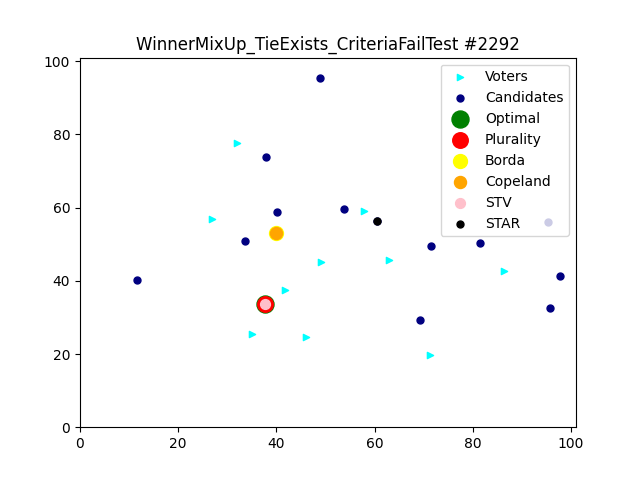 WinnerMixUp_TieExists_CriteriaFailTest #2292
100
80
60
40
20
0
0 20 40 60 80 100
Voters
Candidates
Optimal
Plurality
Borda
Copeland
STV
STAR